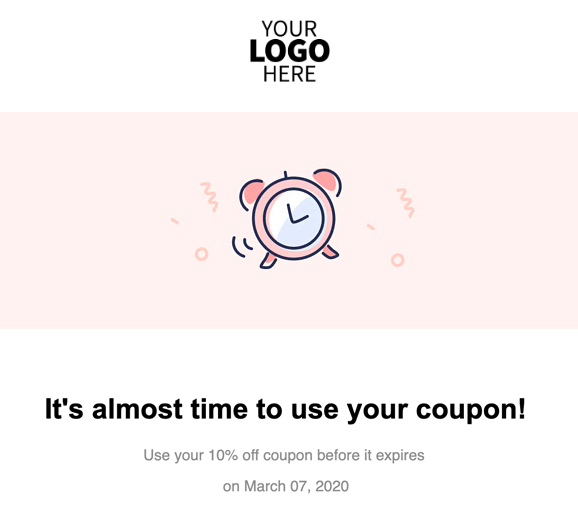 YOUR
LOGO
HERE
It's almost time to use your coupon!
Use your 10% off coupon before it expires
on March 07, 2020